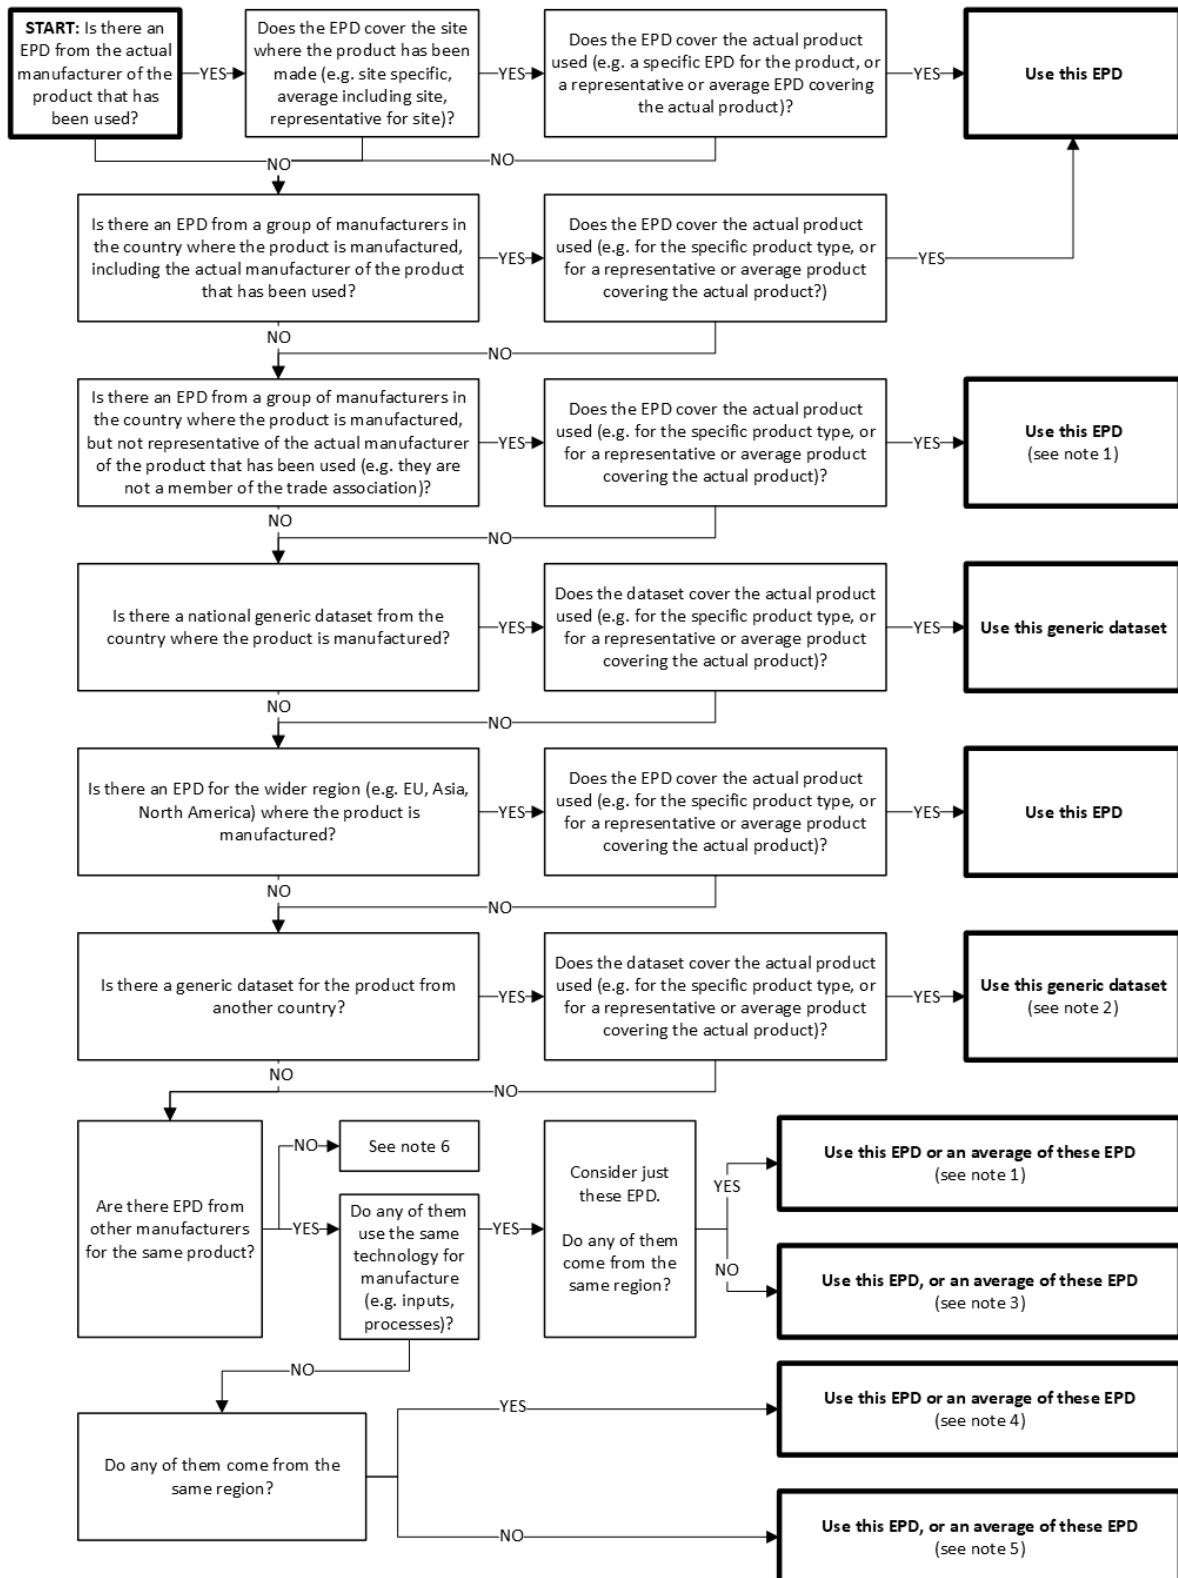 START: Is there an
EPD from the actual
manufacturer of the
product that has
been used?
YES
Does the EPD cover the site
where the product has been
made (e.g. site specific,
average including site,
representative for site)?
YES
Does the EPD cover the actual product
used (e.g. a specific EPD for the product, or
a representative or average EPD covering
the actual product)?
YES
Use this EPD
NO
NO
Is there an EPD from a group of manufacturers in
the country where the product is manufactured,
including the actual manufacturer of the product
that has been used?
YES
Does the EPD cover the actual product
used (e.g. for the specific product type, or
for a representative or average product
covering the actual product?)
YES
NO
NO
Is there an EPD from a group of manufacturers in
the country where the product is manufactured,
but not representative of the actual manufacturer
of the product that has been used (e.g. they are
not a member of the trade association)?
YES
Does the EPD cover the actual product
used (e.g. for the specific product type, or
for a representative or average product
covering the actual product)?
YES
Use this EPD
(see note 1)
NO
NO
Is there a national generic dataset from the
country where the product is manufactured?
YES
Does the dataset cover the actual product
used (e.g. for the specific product type, or
for a representative or average product
covering the actual product)?
YES
Use this generic dataset
NO
NO
Is there an EPD for the wider region (e.g. EU, Asia,
North America) where the product is
manufactured?
YES
Does the EPD cover the actual product
used (e.g. for the specific product type, or
for a representative or average product
covering the actual product)?
YES
Use this EPD
NO
NO
Is there a generic dataset for the product from
another country?
YES
Does the dataset cover the actual product
used (e.g. for the specific product type, or
for a representative or average product
covering the actual product)?
YES
Use this generic dataset
(see note 2)
NO
NO
Are there EPD from
other manufacturers
for the same product?
NO
See note 6
YES
Do any of them
use the same
technology for
manufacture
(e.g. inputs,
processes)?
YES
Consider just
these EPD.
Do any of them
come from the
same region?
YES
Use this EPD or an average of these EPD
(see note 1)
NO
Use this EPD, or an average of these EPD
(see note 3)
NO
Do any of them come from the
same region?
YES
Use this EPD or an average of these EPD
(see note 4)
NO
Use this EPD, or an average of these EPD
(see note 5)